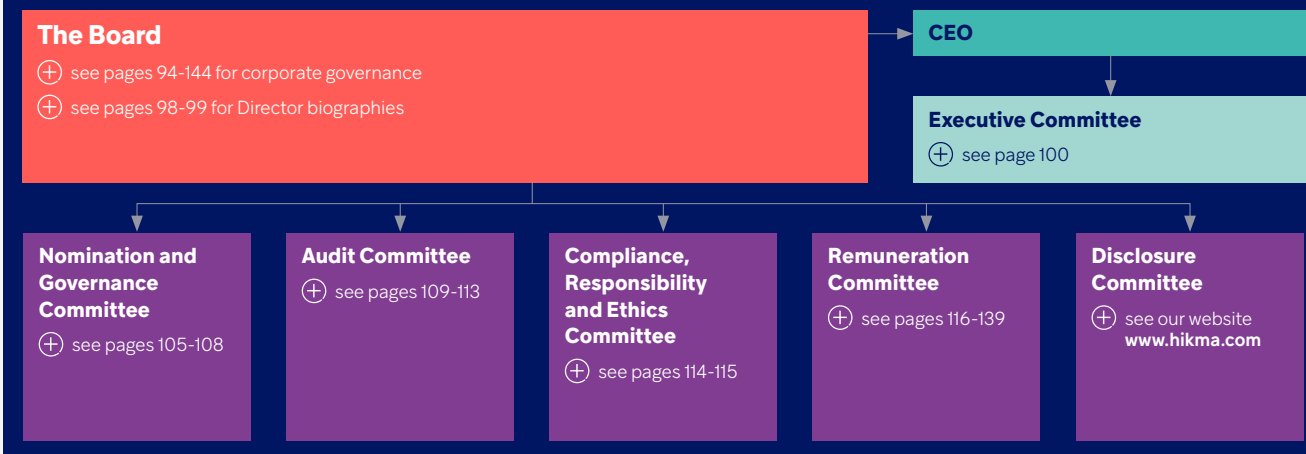 The Board
see pages 94-144 for corporate governance
see pages 98-99 for Director biographies
CEO
Executive Committee
see page 100
Nomination and
Governance
Committee
see pages 105-108
Audit Committee
see pages 109-113
Compliance,
Responsibility
and Ethics
Committee
see pages 114-115
Remuneration
Committee
see pages 116-139
Disclosure
Committee
see our website
www.hikma.com